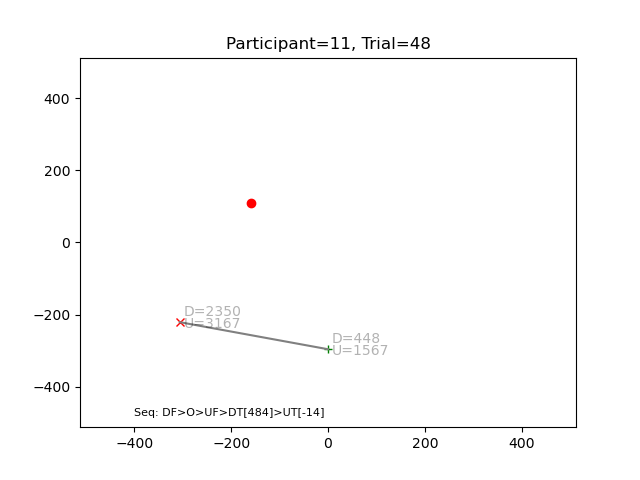 Participant=11, Trial=48
400
200
0
−200
−400
D=2350
U=3167
D=448
U=1567
Seq: DF>O>UF>DT[484]>UT[-14]
−400
−200
0
200
400